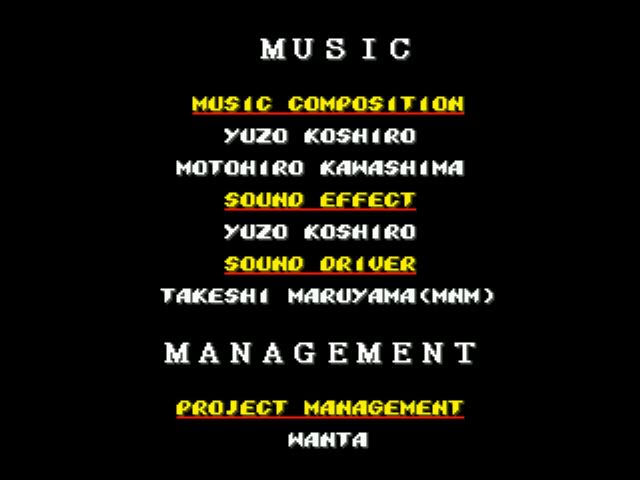 MUSIC
MUSIC COMPOSITION
YUZO KOSHIRO
MOTOHIRO KAWASHIMA
SOUND EFFECT
YUZO KOSHIRO
SOUND DRIVER
TAKESHI MARUYAMA(MNM)
MANAGEMENT
PROJECT MANAGEMENT
WANTA